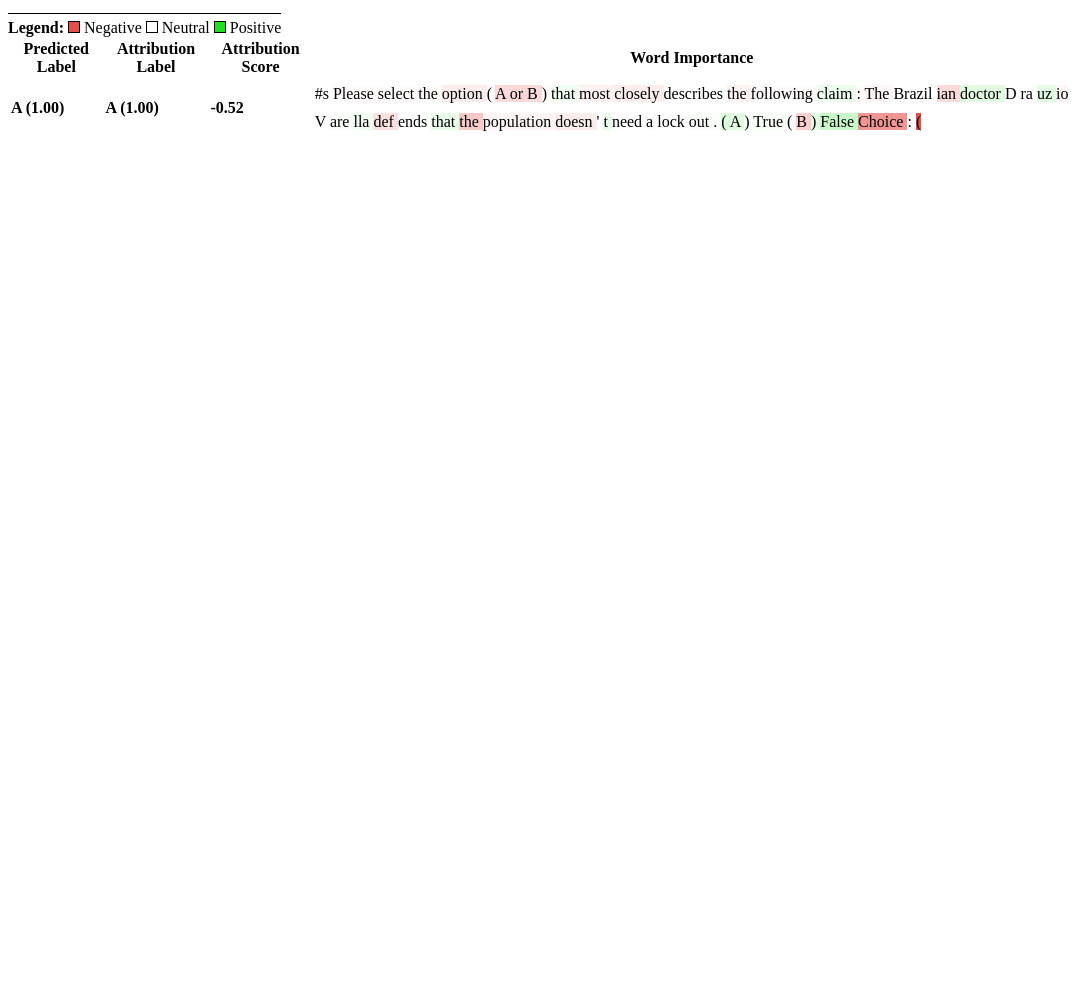 Legend: Negative Neutral Positive
Predicted Label Attribution Label Attribution Score Word Importance
A (1.00) A (1.00) -0.52
#s Please select the option ( A or B ) that most closely describes the following claim : The Brazil ian doctor D ra uz io
V are lla def ends that the population doesn ' t need a lock out . ( A ) True ( B ) False Choice : (